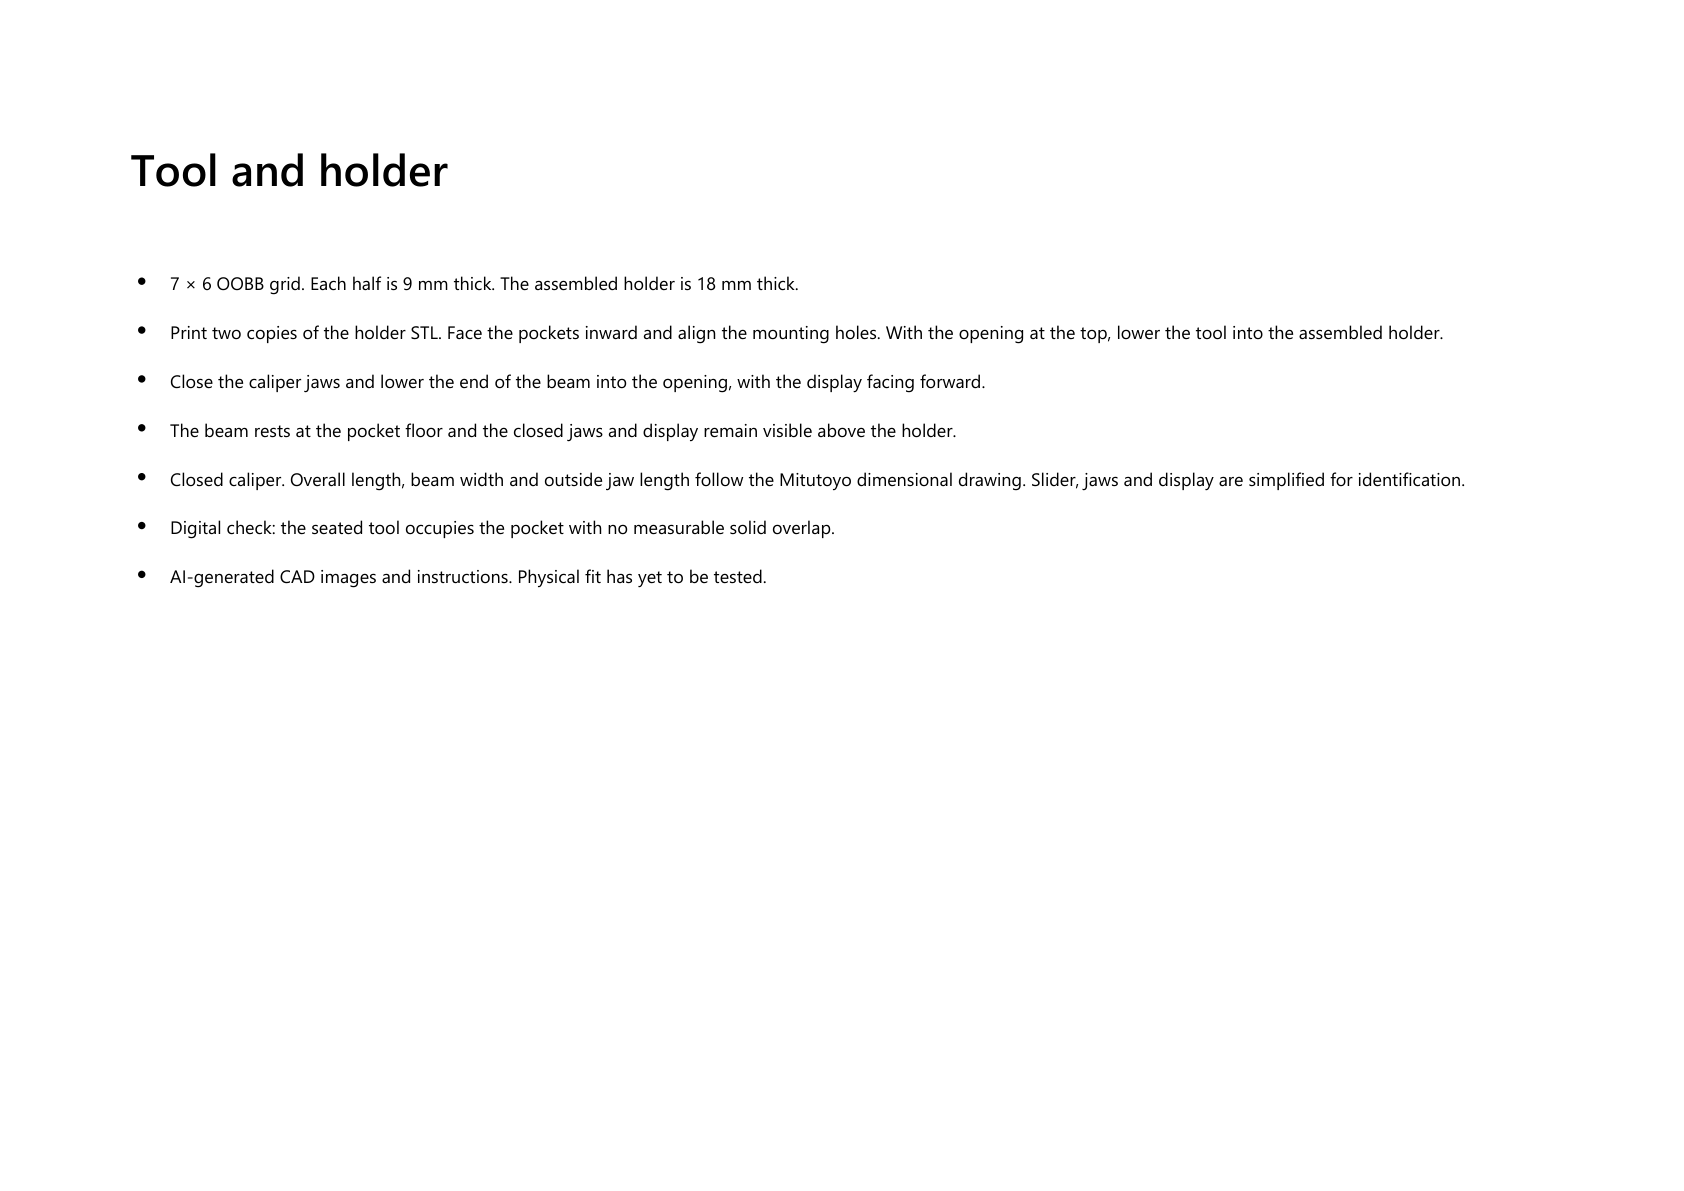 Tool and holder
• 7 × 6 OOBB grid. Each half is 9 mm thick. The assembled holder is 18 mm thick.
• Print two copies of the holder STL. Face the pockets inward and align the mounting holes. With the opening at the top, lower the tool into the assembled holder.
• Close the caliper jaws and lower the end of the beam into the opening, with the display facing forward.
• The beam rests at the pocket floor and the closed jaws and display remain visible above the holder.
• Closed caliper. Overall length, beam width and outside jaw length follow the Mitutoyo dimensional drawing. Slider, jaws and display are simplified for identification.
• Digital check: the seated tool occupies the pocket with no measurable solid overlap.
• AI-generated CAD images and instructions. Physical fit has yet to be tested.